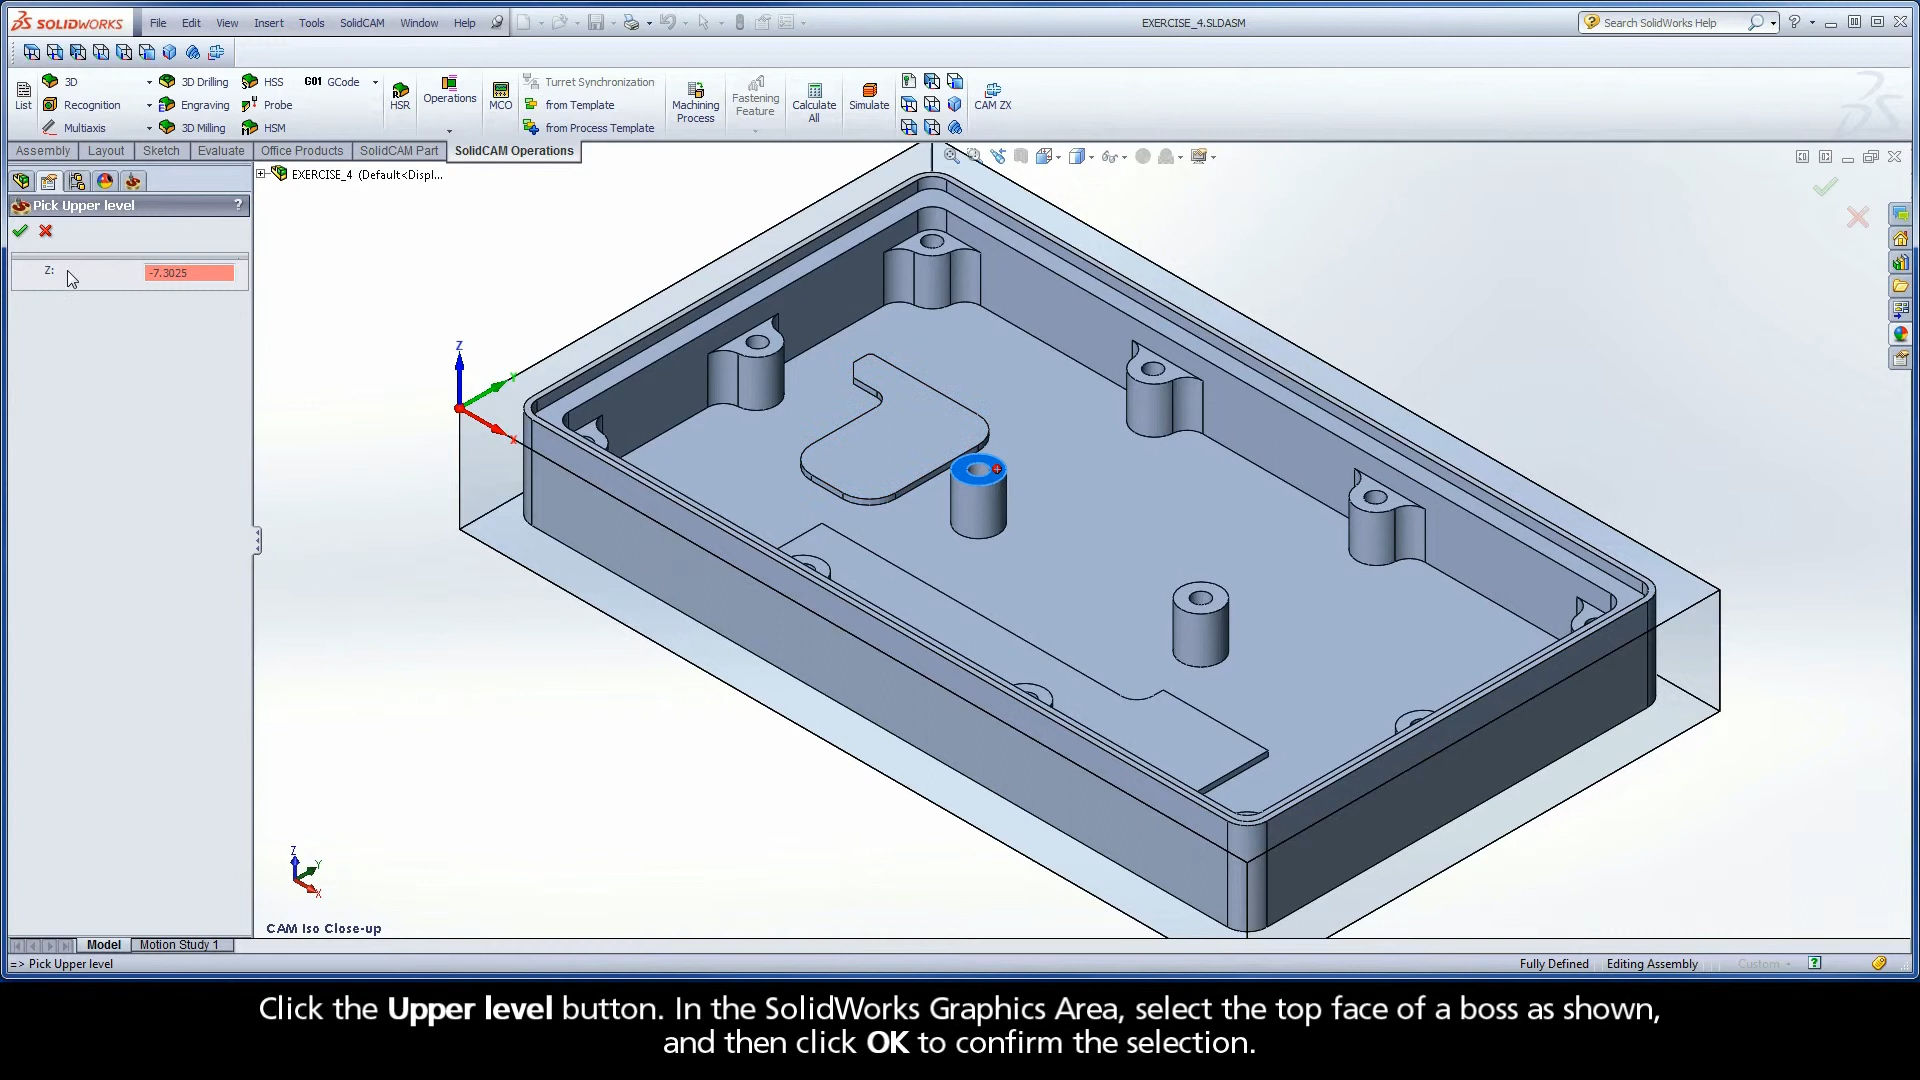 SOLIDWORKS File Edit View Insert Tools SolidCAM Window Help EXERCISE_4.SLDASM Search SolidWorks Help
3D 3D Drilling HSS G01 GCode Turret Synchronization
List Recognition Engraving Probe HSR Operations MCO from Template Machining Process Fastening Feature Calculate All Simulate CAM ZX
Multiaxis 3D Milling HSM from Process Template
Assembly Layout Sketch Evaluate Office Products SolidCAM Part SolidCAM Operations
EXERCISE_4 (Default<Displ...
Pick Upper level ?
Z: -7.3025
Z
Y
X
Z
Y
X
CAM Iso Close-up
Model Motion Study 1
=> Pick Upper level Fully Defined Editing Assembly Custom
Click the Upper level button. In the SolidWorks Graphics Area, select the top face of a boss as shown,
and then click OK to confirm the selection.